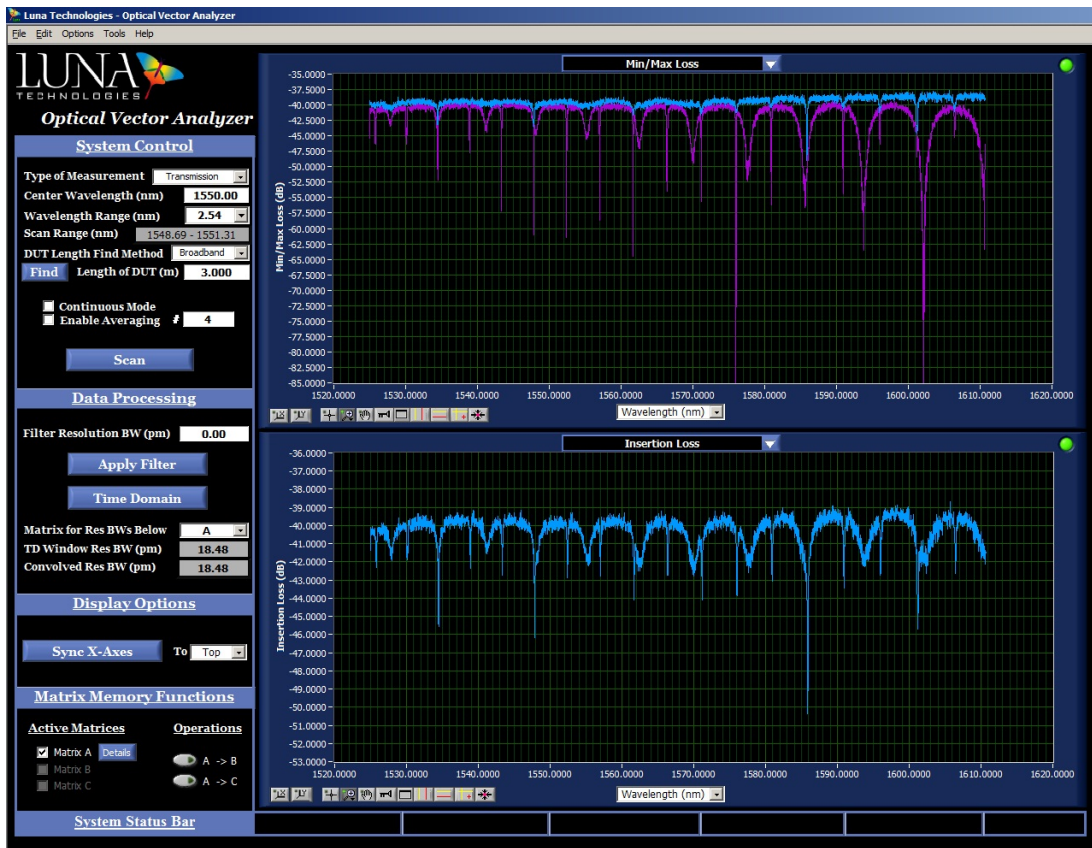 Luna Technologies - Optical Vector Analyzer
File Edit Options Tools Help
LUNA
TECHNOLOGIES
Optical Vector Analyzer
System Control
Type of Measurement Transmission
Center Wavelength (nm) 1550.00
Wavelength Range (nm) 2.54
Scan Range (nm) 1548.69 - 1551.31
DUT Length Find Method Broadband
Find Length of DUT (m) 3.000
Continuous Mode
Enable Averaging # 4
Scan
Data Processing
Filter Resolution BW (pm) 0.00
Apply Filter
Time Domain
Matrix for Res BWs Below A
TD Window Res BW (pm) 18.48
Convolved Res BW (pm) 18.48
Display Options
Sync X-Axes To Top
Matrix Memory Functions
Active Matrices Operations
Matrix A Details
A -> B
Matrix B
A -> C
Matrix C
System Status Bar
Min/Max Loss
Min/Max Loss (dB)
-35.0000
-37.5000
-40.0000
-42.5000
-45.0000
-47.5000
-50.0000
-52.5000
-55.0000
-57.5000
-60.0000
-62.5000
-65.0000
-67.5000
-70.0000
-72.5000
-75.0000
-77.5000
-80.0000
-82.5000
-85.0000
1520.0000 1530.0000 1540.0000 1550.0000 1560.0000 1570.0000 1580.0000 1590.0000 1600.0000 1610.0000 1620.0000
Wavelength (nm)
Insertion Loss
Insertion Loss (dB)
-36.0000
-37.0000
-38.0000
-39.0000
-40.0000
-41.0000
-42.0000
-43.0000
-44.0000
-45.0000
-46.0000
-47.0000
-48.0000
-49.0000
-50.0000
-51.0000
-52.0000
-53.0000
1520.0000 1530.0000 1540.0000 1550.0000 1560.0000 1570.0000 1580.0000 1590.0000 1600.0000 1610.0000 1620.0000
Wavelength (nm)